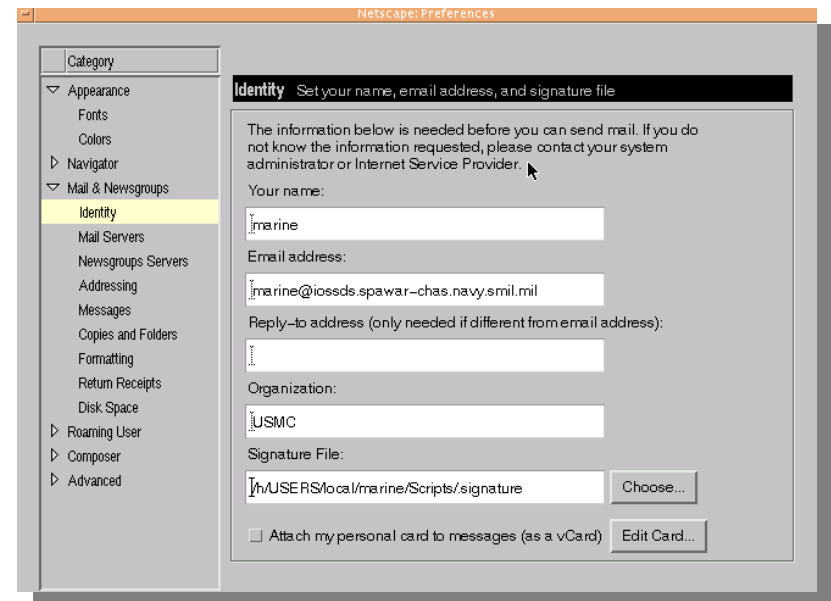 Netscape: Preferences
Category
Appearance
Fonts
Colors
Navigator
Mail & Newsgroups
Identity
Mail Servers
Newsgroups Servers
Addressing
Messages
Copies and Folders
Formatting
Return Receipts
Disk Space
Roaming User
Composer
Advanced
Identity Set your name, email address, and signature file
The information below is needed before you can send mail. If you do
not know the information requested, please contact your system
administrator or Internet Service Provider.
Your name:
marine
Email address:
marine@iossds.spawar-chas.navy.smil.mil
Reply-to address (only needed if different from email address):
Organization:
USMC
Signature File:
/h/USERS/local/marine/Scripts/.signature
Choose...
Attach my personal card to messages (as a vCard)
Edit Card...